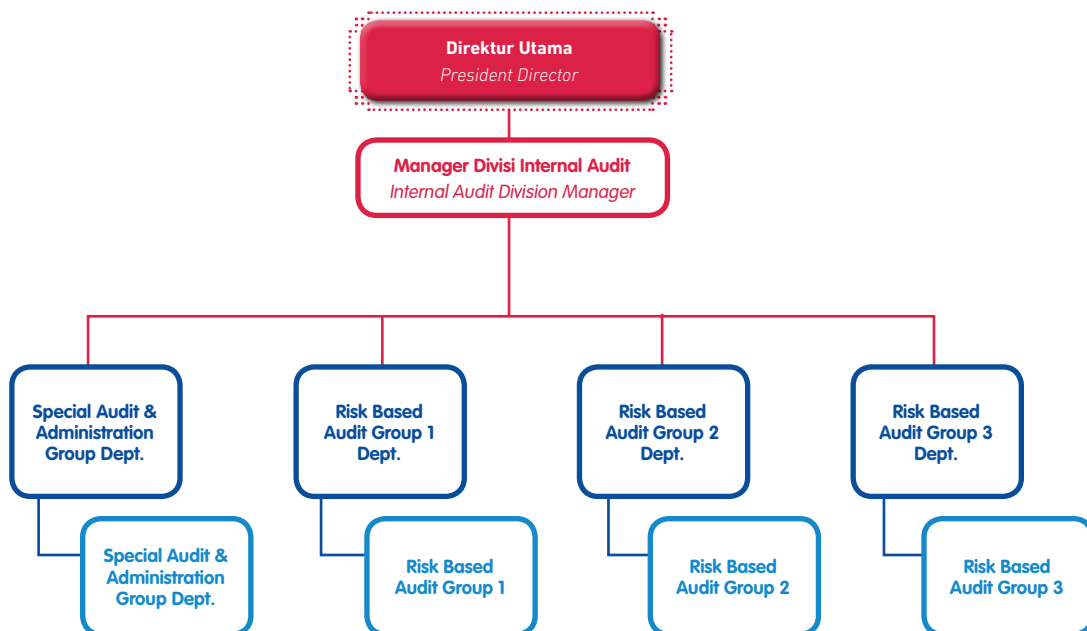 Direktur Utama
President Director
Manager Divisi Internal Audit
Internal Audit Division Manager
Special Audit &
Administration
Group Dept.
Risk Based
Audit Group 1
Dept.
Risk Based
Audit Group 2
Dept.
Risk Based
Audit Group 3
Dept.
Special Audit &
Administration
Group Dept.
Risk Based
Audit Group 1
Risk Based
Audit Group 2
Risk Based
Audit Group 3